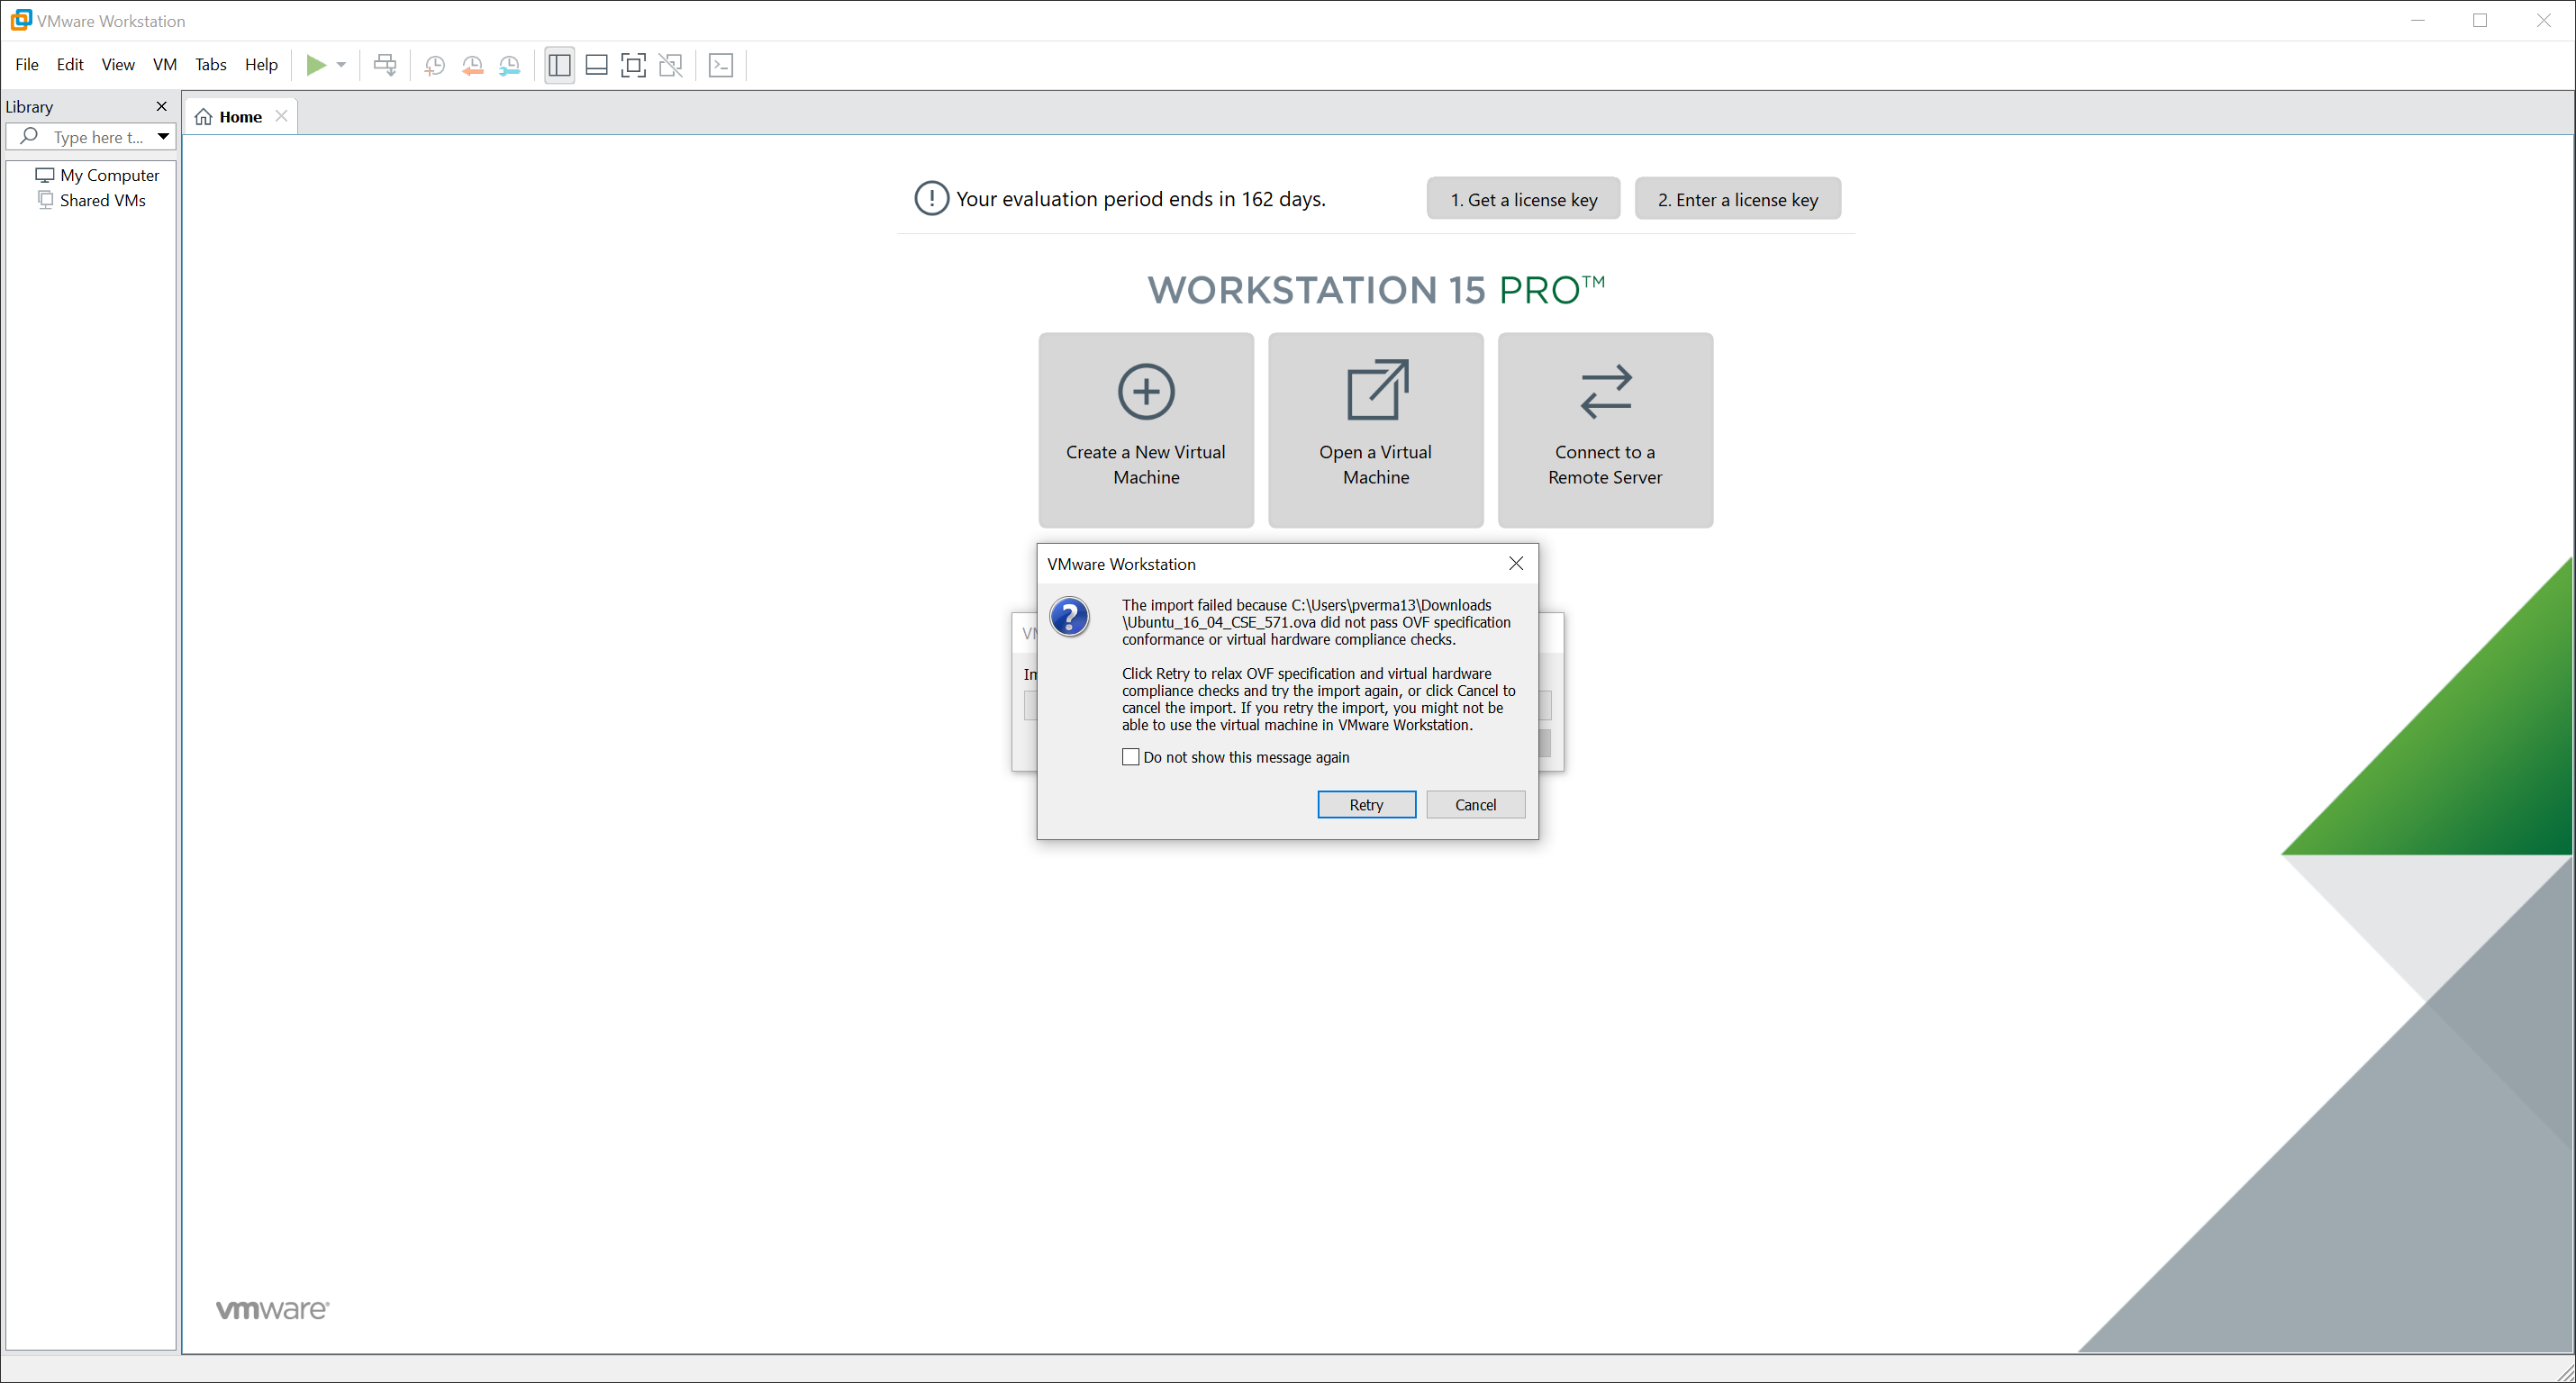 VMware Workstation
File Edit View VM Tabs Help
Library
Type here t...
Home
My Computer
Shared VMs
Your evaluation period ends in 162 days.
1. Get a license key
2. Enter a license key
WORKSTATION 15 PRO™
Create a New Virtual
Machine
Open a Virtual
Machine
Connect to a
Remote Server
VMware Workstation
The import failed because C:\Users\pverma13\Downloads
\Ubuntu_16_04_CSE_571.ova did not pass OVF specification
conformance or virtual hardware compliance checks.
Click Retry to relax OVF specification and virtual hardware
compliance checks and try the import again, or click Cancel to
cancel the import. If you retry the import, you might not be
able to use the virtual machine in VMware Workstation.
Do not show this message again
Retry
Cancel
vmware®